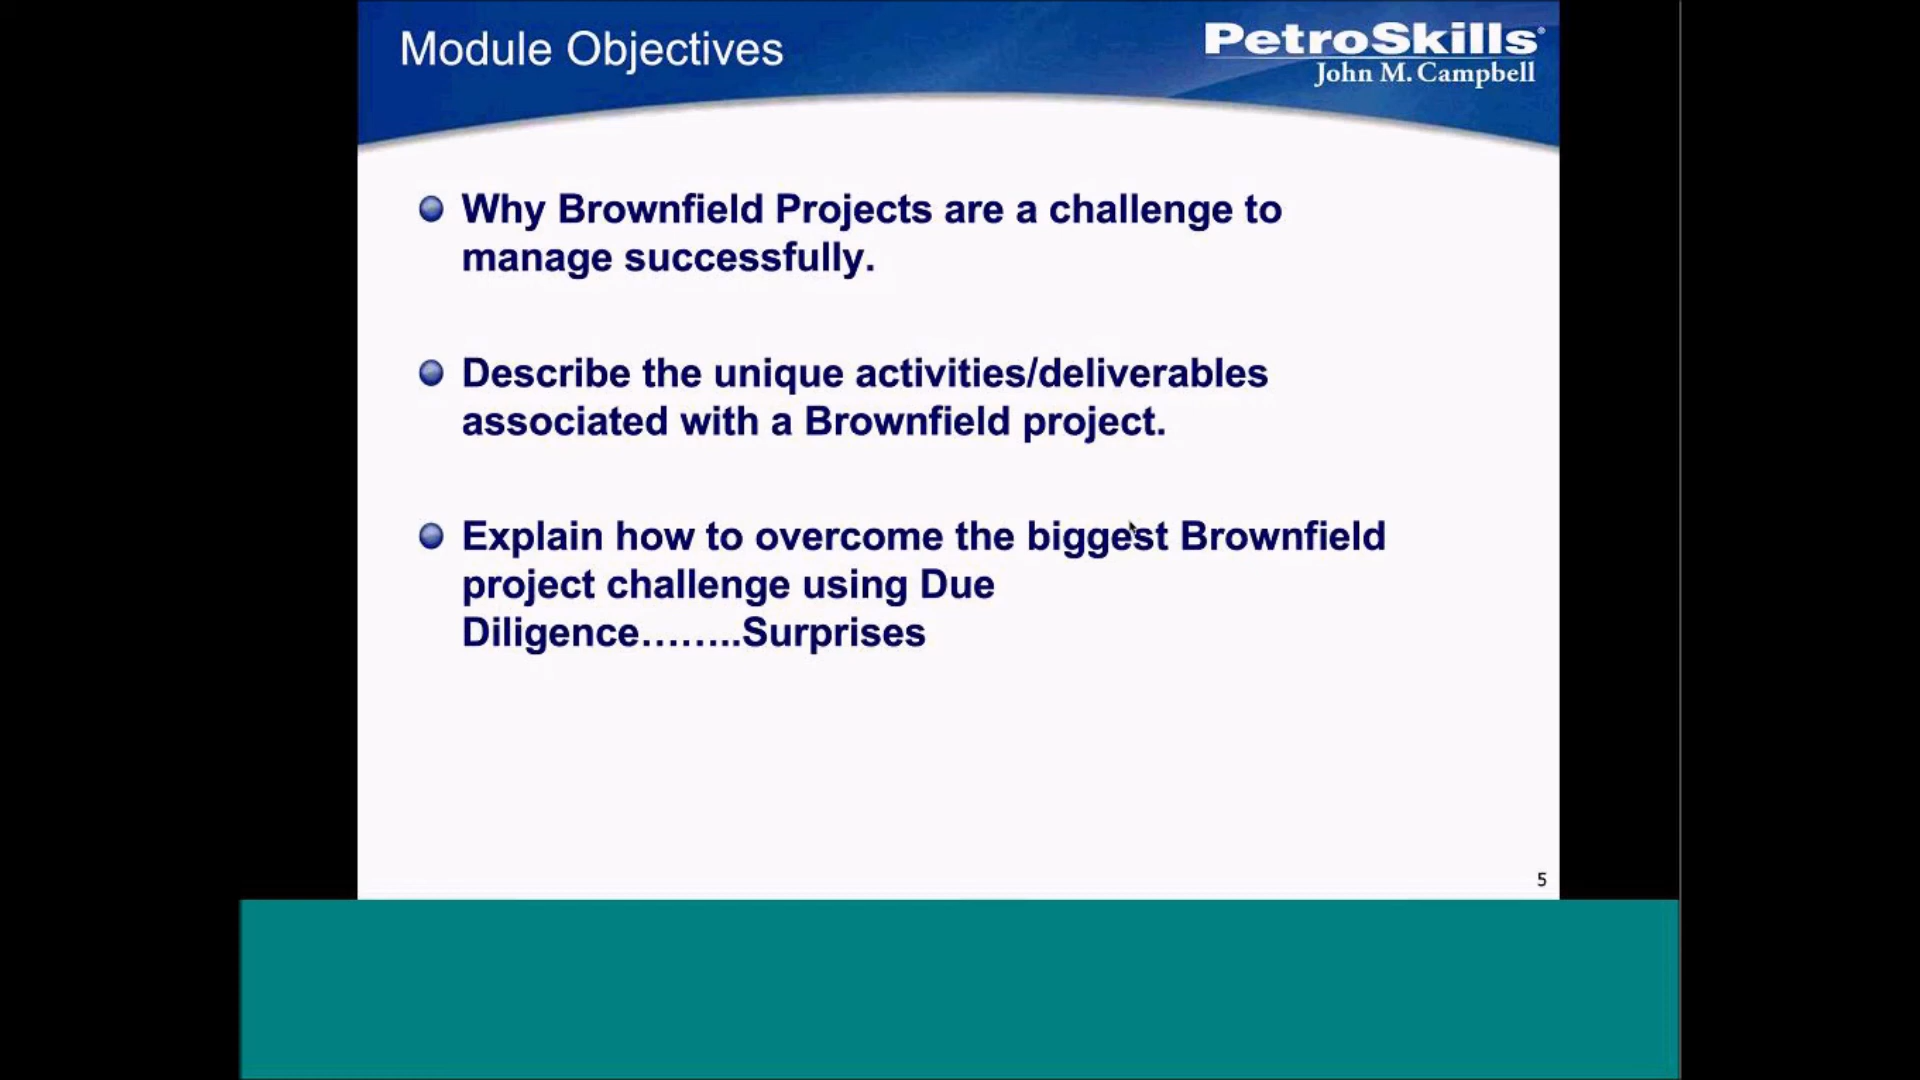 Module Objectives
PetroSkills®
John M. Campbell
Why Brownfield Projects are a challenge to
manage successfully.
Describe the unique activities/deliverables
associated with a Brownfield project.
Explain how to overcome the biggest Brownfield
project challenge using Due
Diligence……..Surprises
5